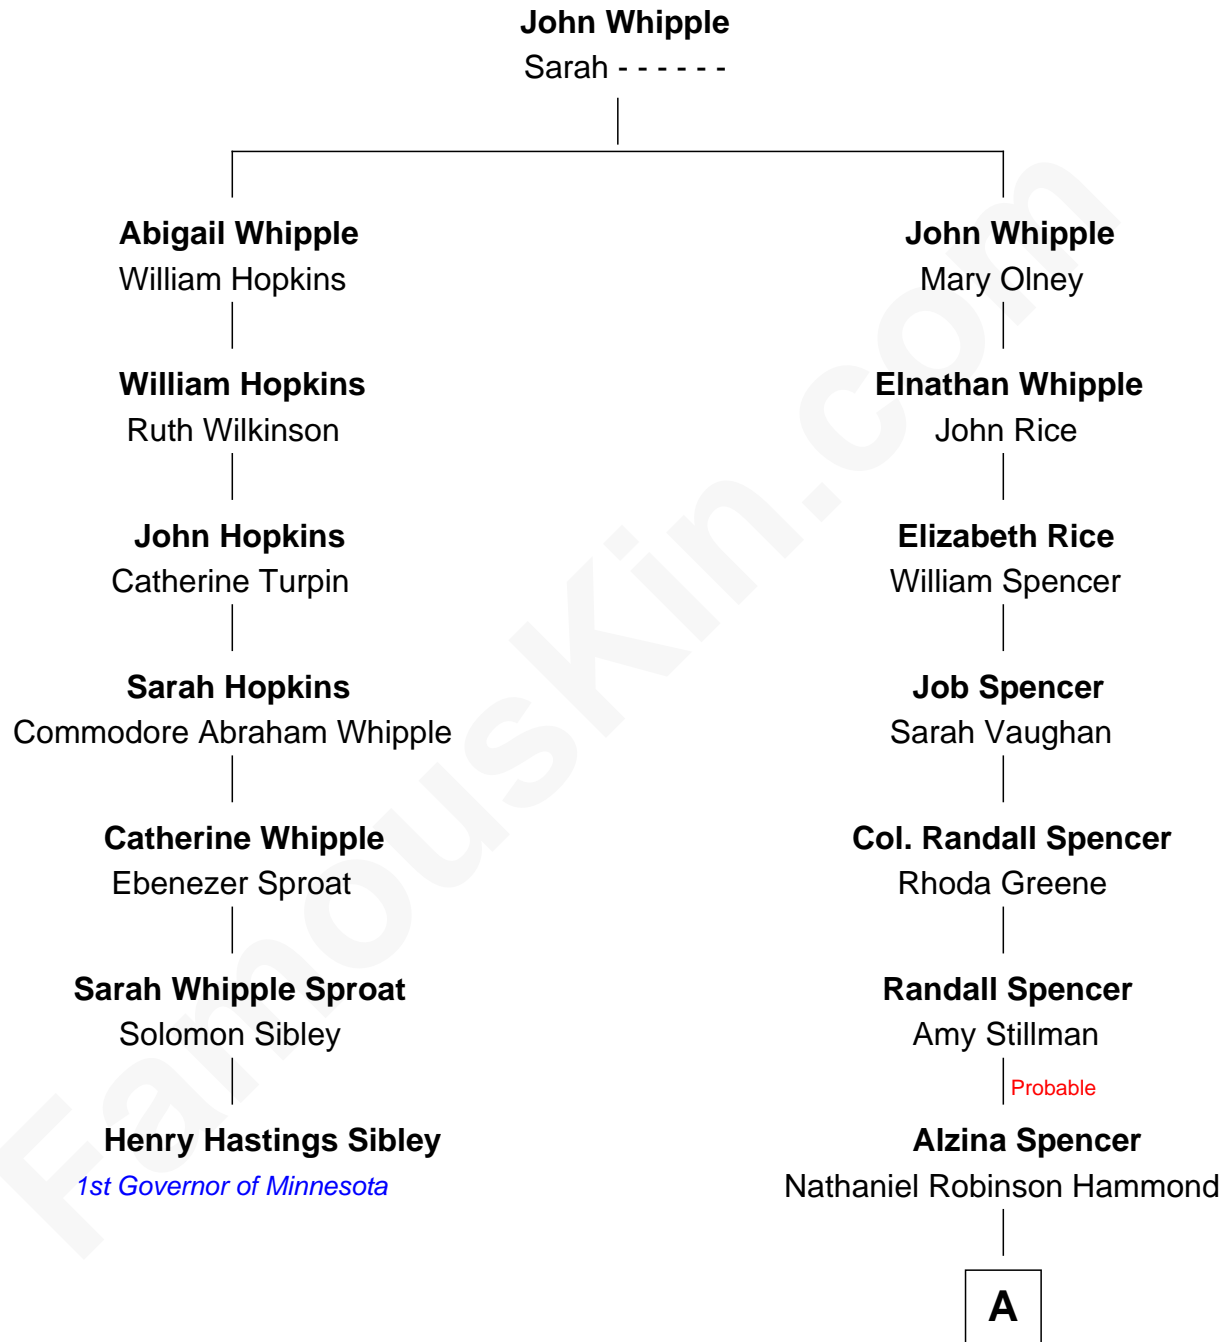 John Whipple
Sarah - - - - - -
Abigail Whipple
William Hopkins
John Whipple
Mary Olney
William Hopkins
Ruth Wilkinson
Elnathan Whipple
John Rice
John Hopkins
Catherine Turpin
Elizabeth Rice
William Spencer
Sarah Hopkins
Commodore Abraham Whipple
Job Spencer
Sarah Vaughan
Catherine Whipple
Ebenezer Sproat
Col. Randall Spencer
Rhoda Greene
Sarah Whipple Sproat
Solomon Sibley
Randall Spencer
Amy Stillman
Probable
Henry Hastings Sibley
1st Governor of Minnesota
Alzina Spencer
Nathaniel Robinson Hammond
A
FamousKin.com